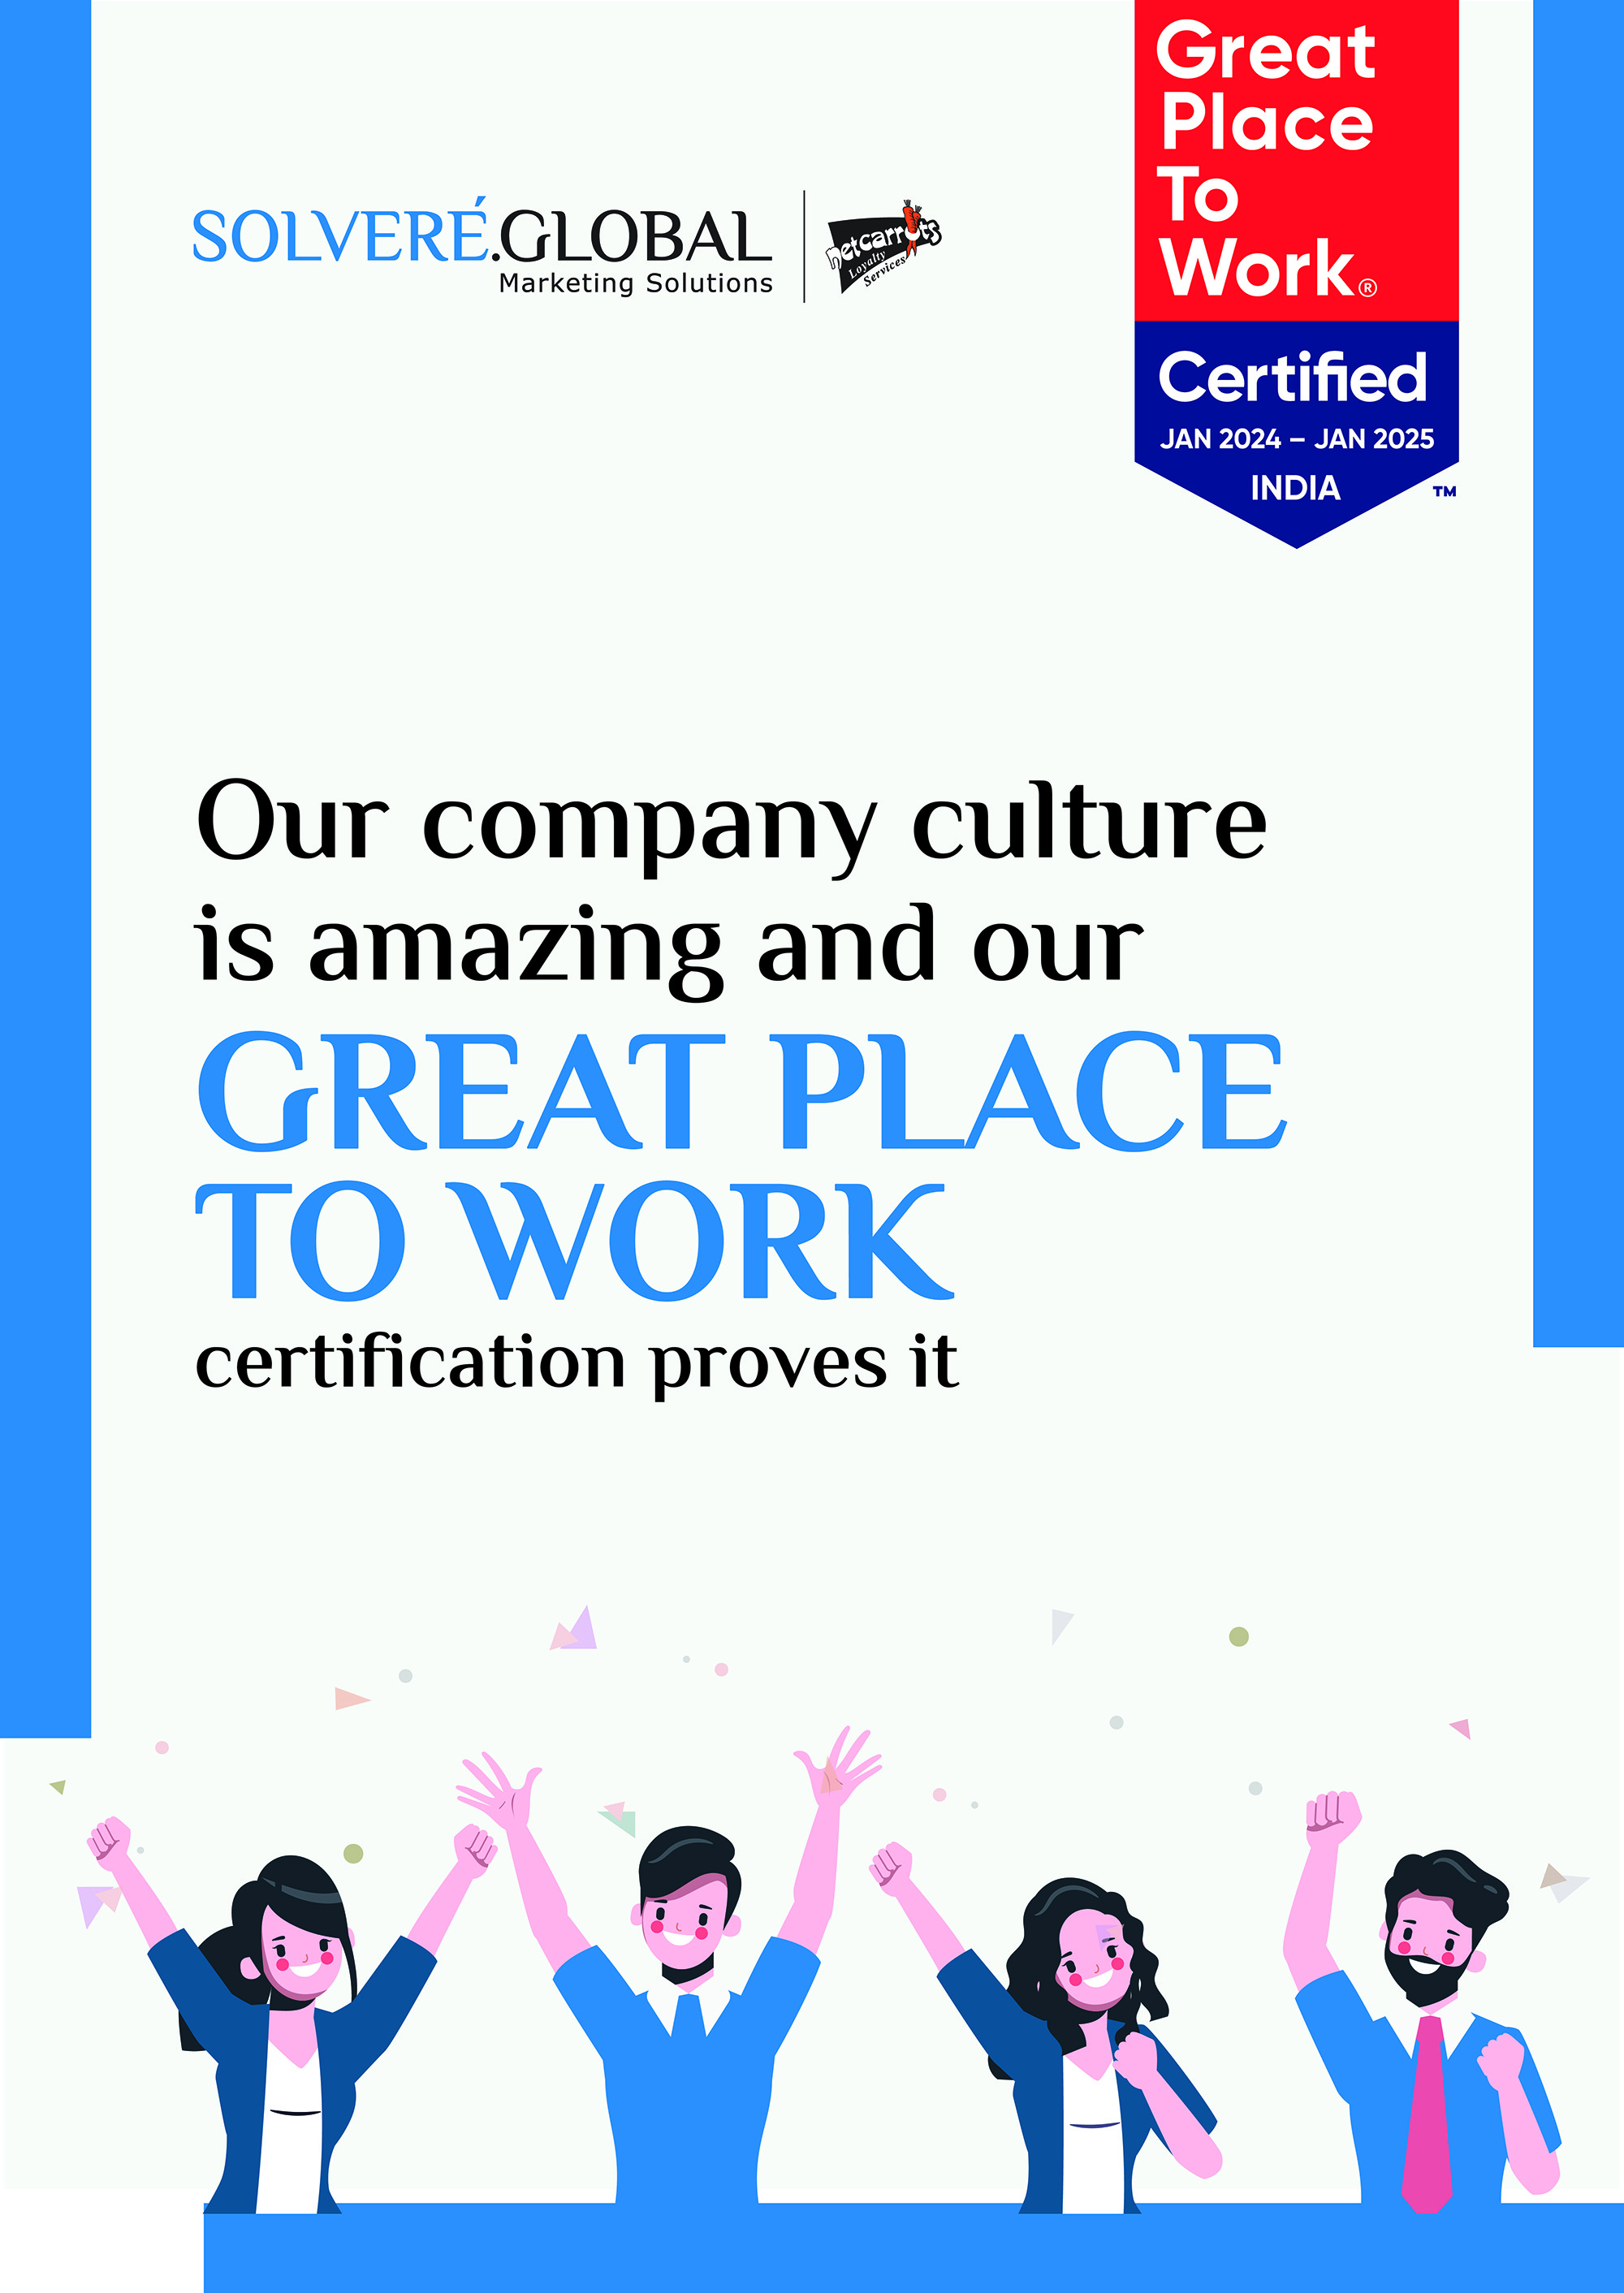 SOLVERÉ.GLOBAL
Marketing Solutions
netcarrots
Loyalty
Services
Great
Place
To
Work®
Certified
JAN 2024 – JAN 2025
INDIA
TM
Our company culture
is amazing and our
GREAT PLACE
TO WORK
certification proves it